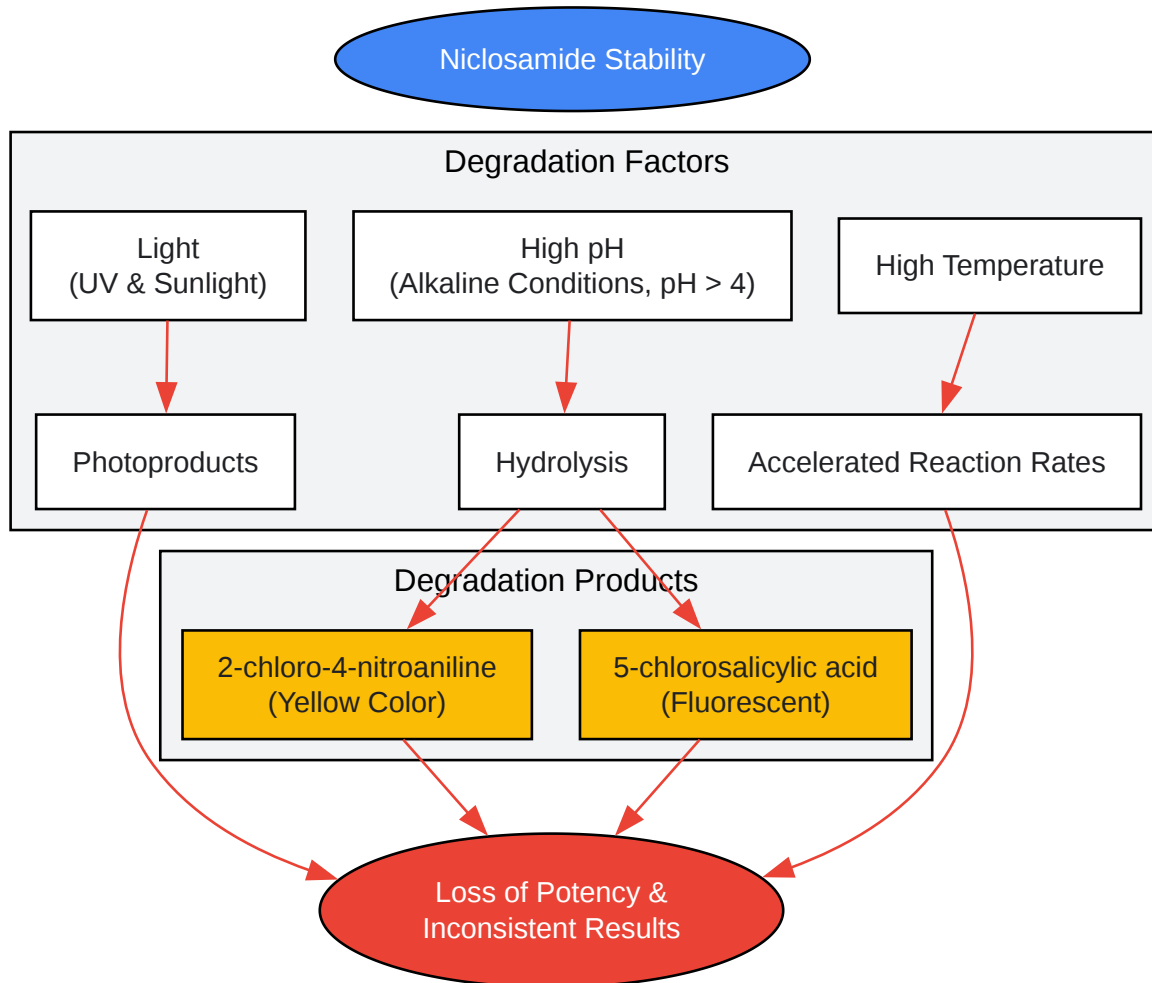 Niclosamide Stability
Degradation Factors
Light
(UV & Sunlight)
High pH
(Alkaline Conditions, pH > 4)
High Temperature
Photoproducts
Hydrolysis
Accelerated Reaction Rates
Degradation Products
2-chloro-4-nitroaniline
(Yellow Color)
5-chlorosalicylic acid
(Fluorescent)
Loss of Potency &
Inconsistent Results